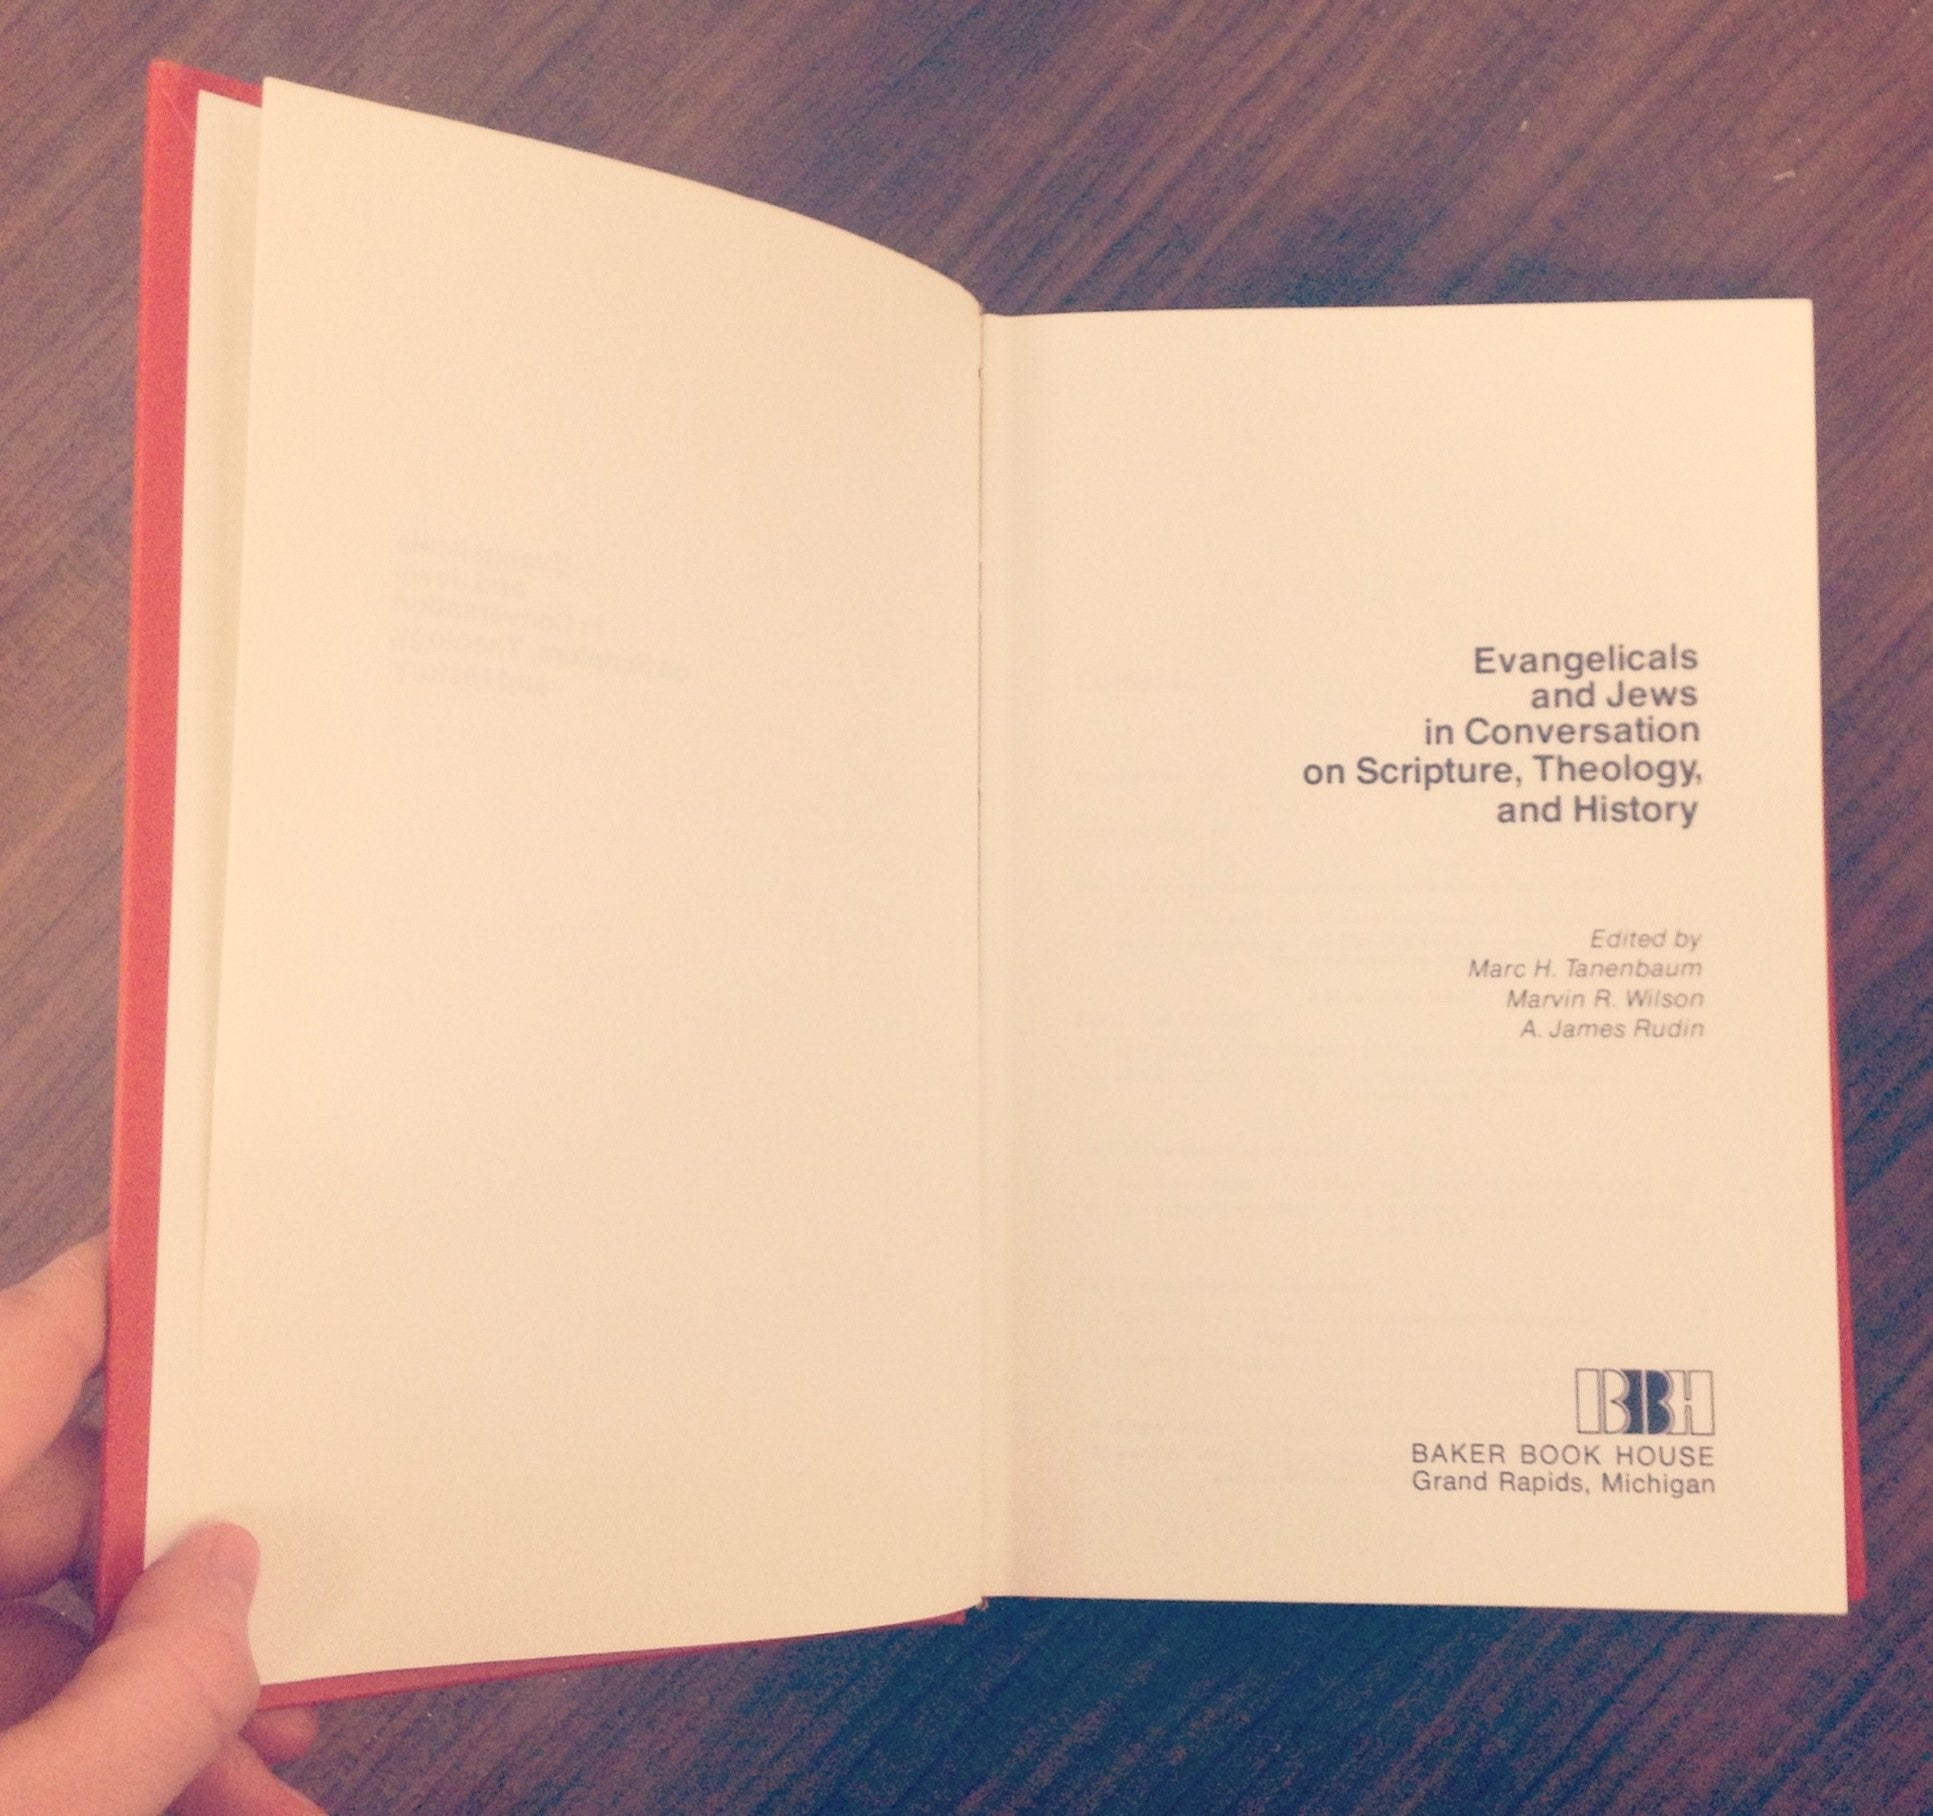 Evangelicals
and Jews
in Conversation
on Scripture, Theology,
and History
Edited by
Marc H. Tanenbaum
Marvin R. Wilson
A. James Rudin
BBH
BAKER BOOK HOUSE
Grand Rapids, Michigan